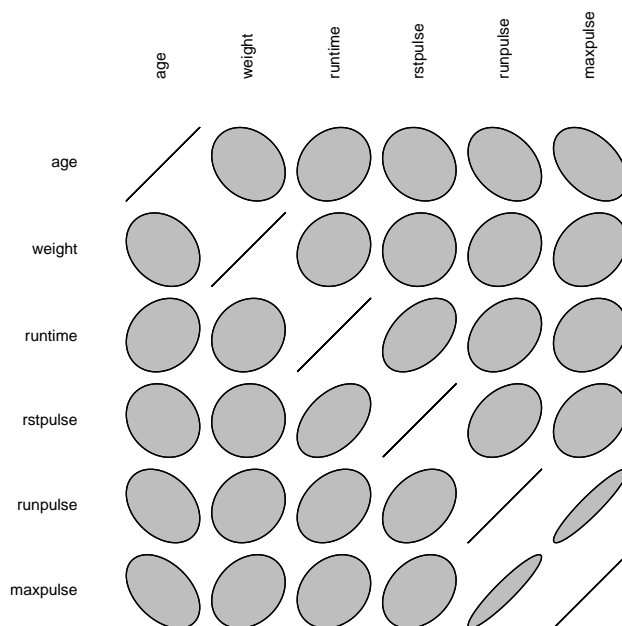 age
weight
runtime
rstpulse
runpulse
maxpulse
age
weight
runtime
rstpulse
runpulse
maxpulse